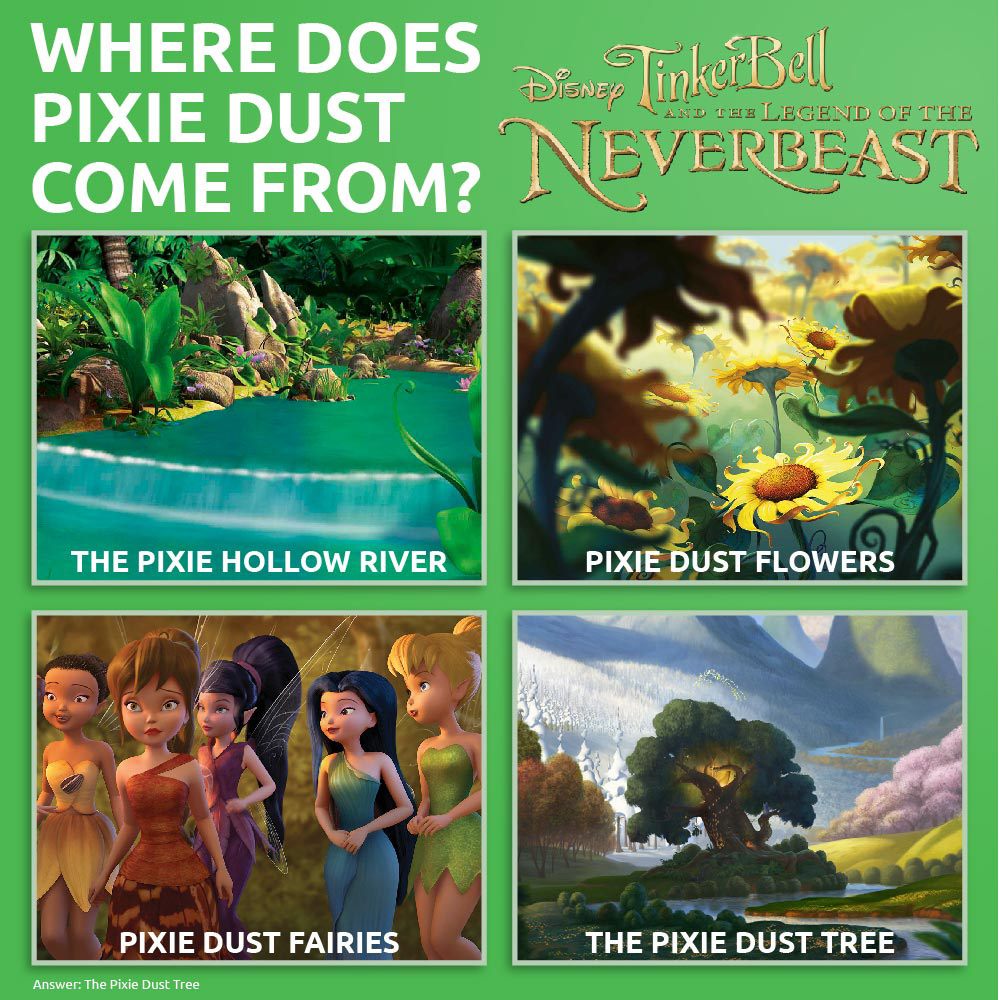 WHERE DOES
PIXIE DUST
COME FROM?
Disney TinkerBell
AND THE LEGEND OF THE
NEVERBEAST
THE PIXIE HOLLOW RIVER
PIXIE DUST FLOWERS
PIXIE DUST FAIRIES
THE PIXIE DUST TREE
Answer: The Pixie Dust Tree